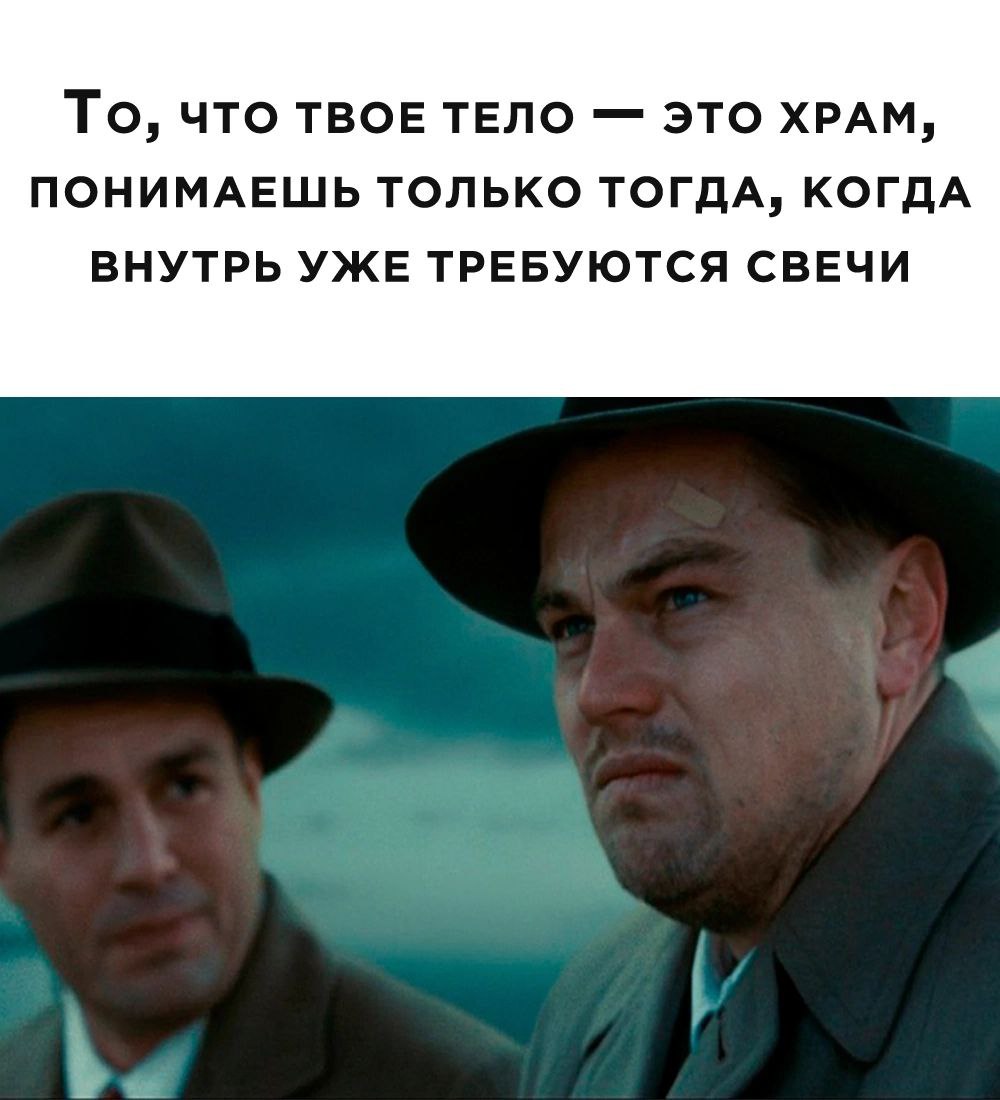 То, что твое тело — это храм,
понимаешь только тогда, когда
внутрь уже требуются свечи